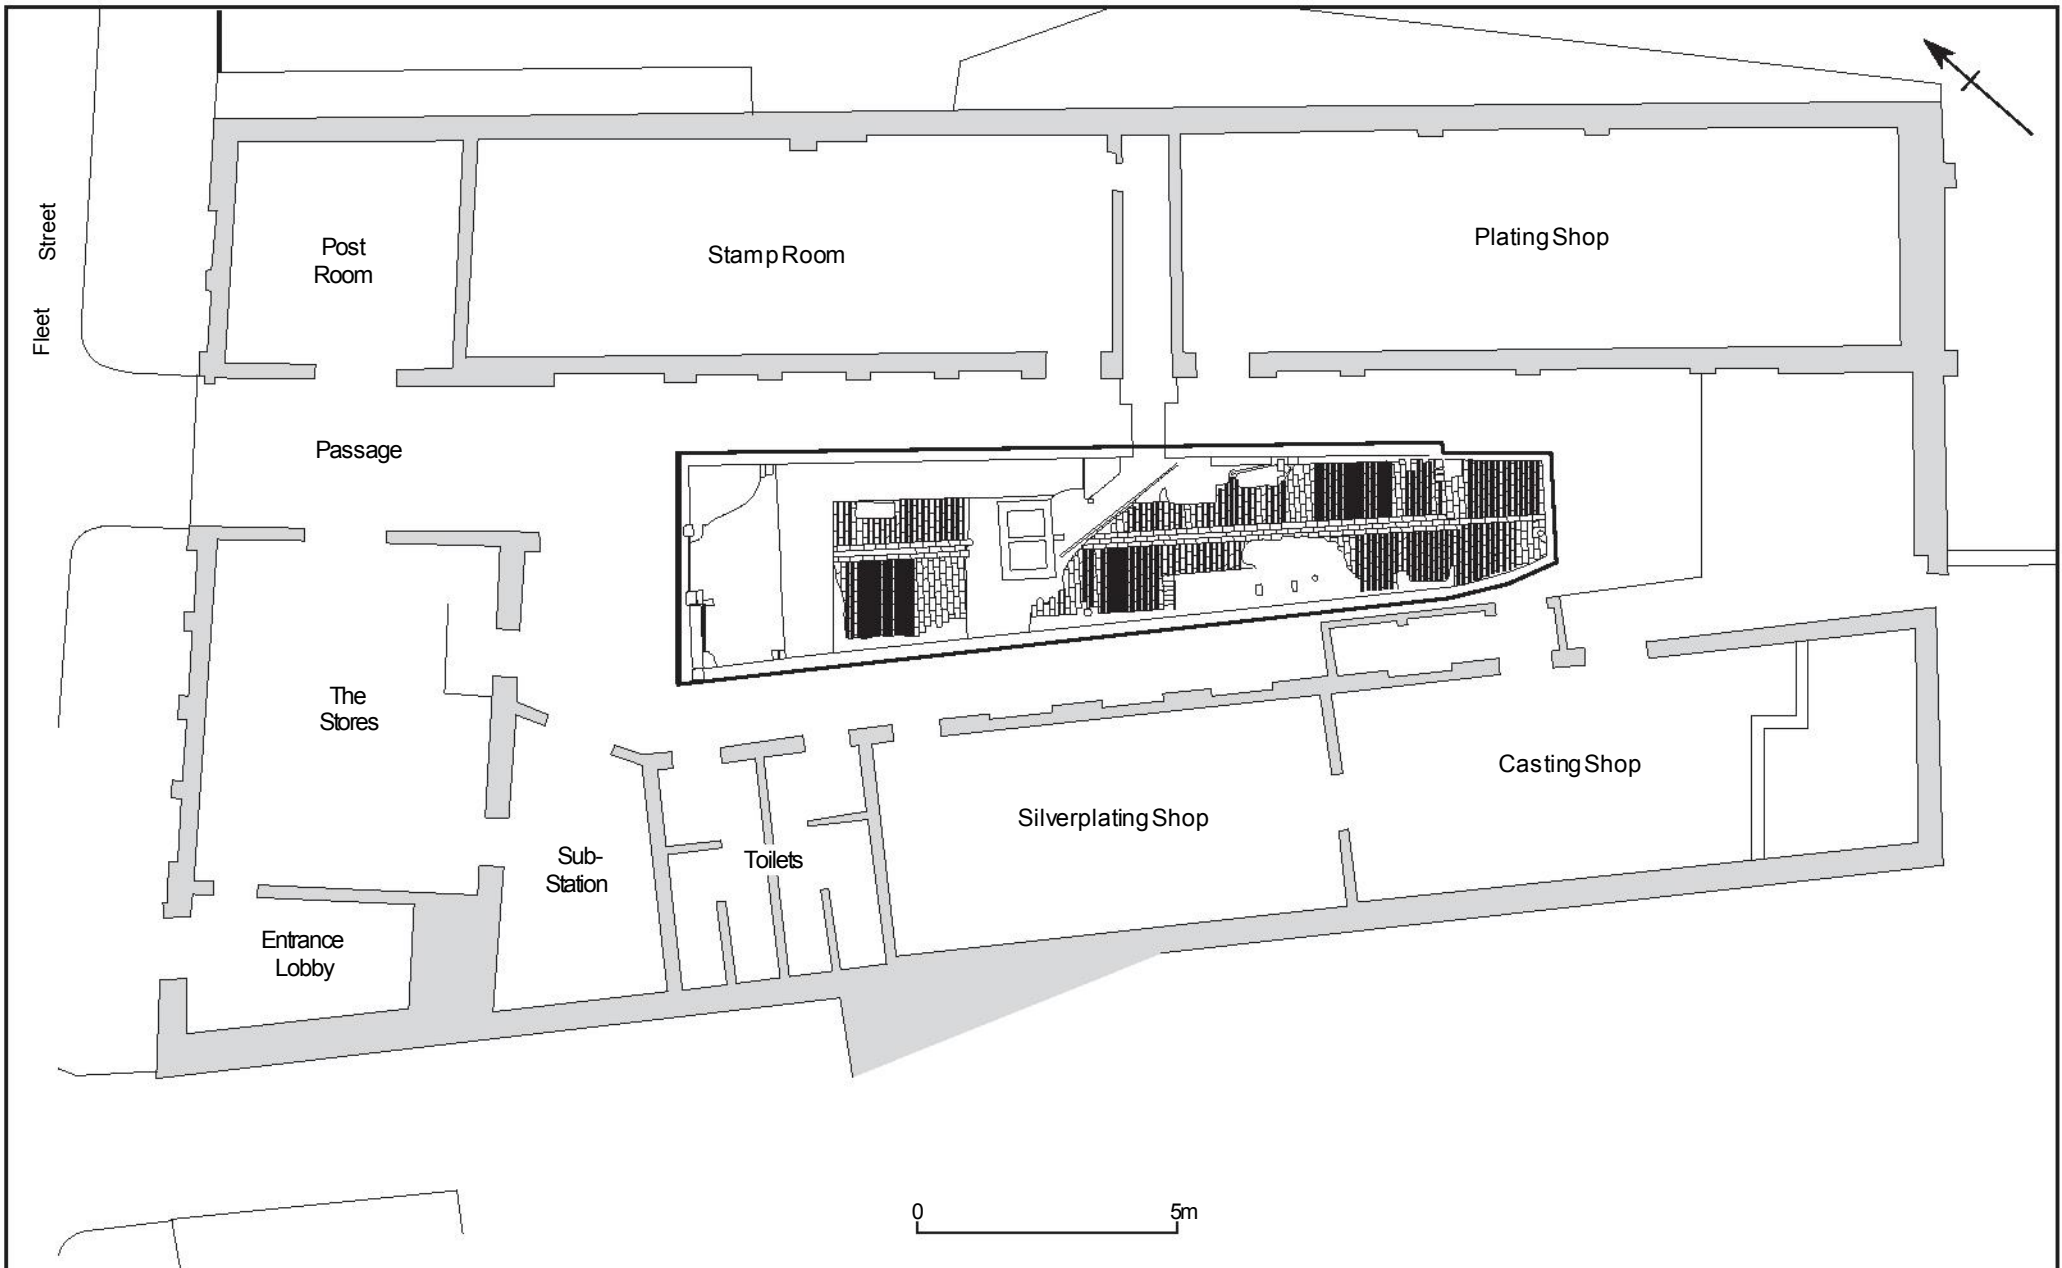 Fleet Street
Post
Room
Stamp Room
Plating Shop
Passage
The
Stores
Sub-
Station
Toilets
Silverplating Shop
Casting Shop
Entrance
Lobby
0 5m